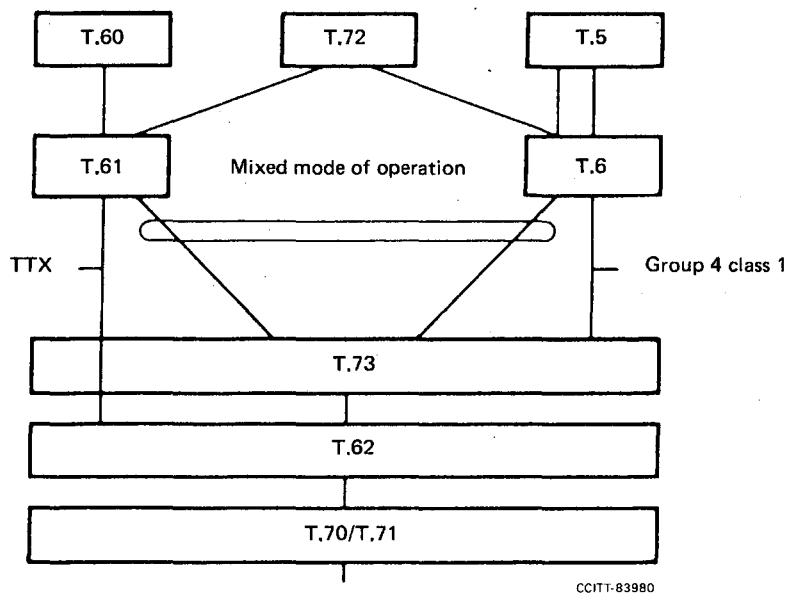 T.60
T.72
T.5
T.61
Mixed mode of operation
T.6
TTX
Group 4 class 1
T.73
T.62
T.70/T.71
CCITT-83980